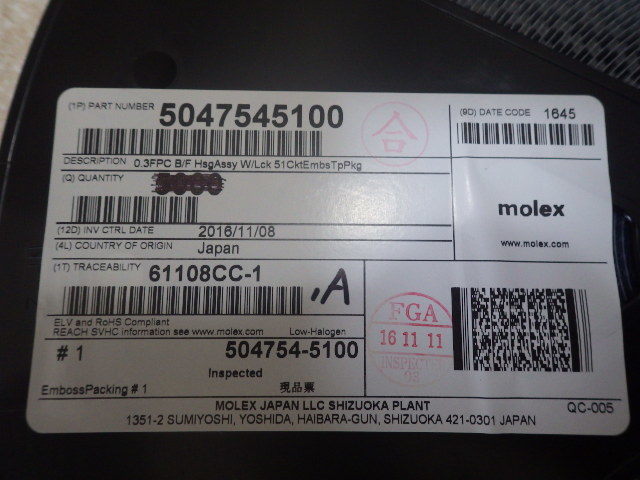 (1P) PART NUMBER 5047545100
合
(9D) DATE CODE 1645
DESCRIPTION 0.3FPC B/F HsgAssy W/Lck 51CktEmbsTpPkg
(Q) QUANTITY
molex
www.molex.com
(12D) INV CTRL DATE 2016/11/08
(4L) COUNTRY OF ORIGIN Japan
(1T) TRACEABILITY 61108CC-1
,A
FGA
16 11 11
INSPECTED
ELV and RoHS Compliant
REACH SVHC information see www.molex.com Low-Halogen
# 1 504754-5100
Inspected
EmbossPacking # 1 現品票
MOLEX JAPAN LLC SHIZUOKA PLANT QC-005
1351-2 SUMIYOSHI, YOSHIDA, HAIBARA-GUN, SHIZUOKA 421-0301 JAPAN